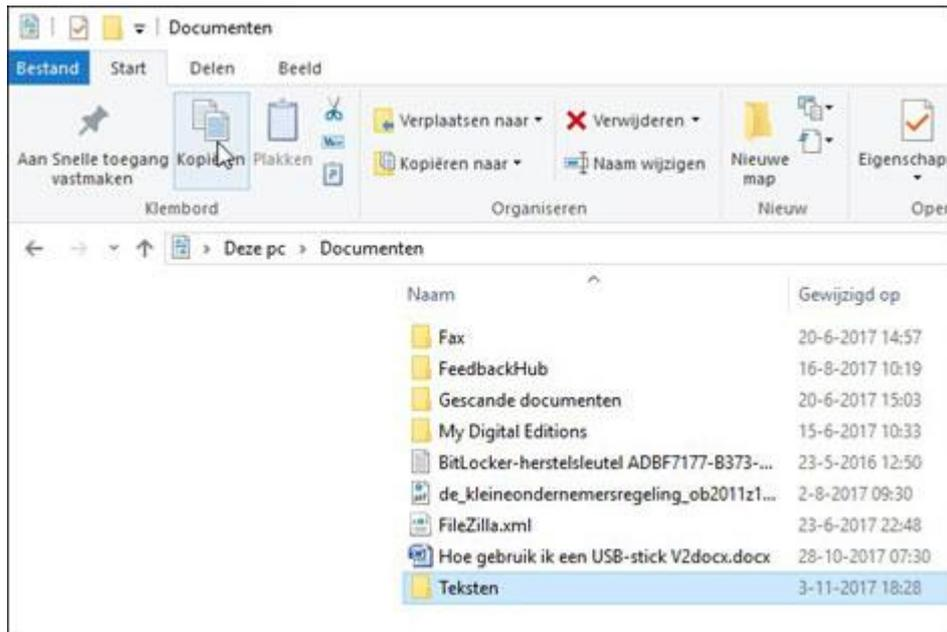 Documenten
Bestand Start Delen Beeld
Aan Snelle toegang vastmaken
Kopiëren
Plakken
Verplaatsen naar
Kopiëren naar
Verwijderen
Naam wijzigen
Nieuwe map
Eigenschap
Klembord Organiseren Nieuw Ope
Deze pc > Documenten
Naam Gewijzigd op
Fax 20-6-2017 14:57
FeedbackHub 16-8-2017 10:19
Gescande documenten 20-6-2017 15:03
My Digital Editions 15-6-2017 10:33
BitLocker-herstelsleutel ADBF7177-B373-... 23-5-2016 12:50
de_kleineondernemersregeling_ob2011z1... 2-8-2017 09:30
FileZilla.xml 23-6-2017 22:48
Hoe gebruik ik een USB-stick V2docx.docx 28-10-2017 07:30
Teksten 3-11-2017 18:28